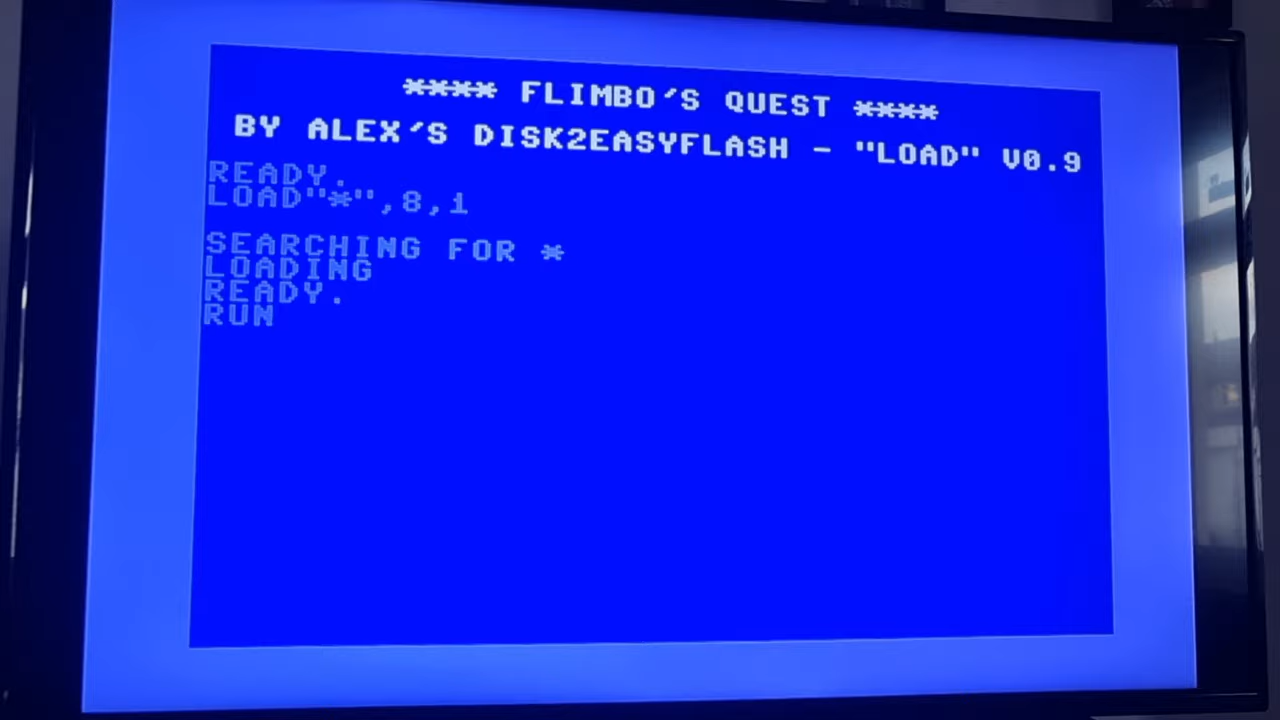 **** FLIMBO'S QUEST ****
BY ALEX'S DISK2EASYFLASH - "LOAD" V0.9
READY.
LOAD"*",8,1
SEARCHING FOR *
LOADING
READY.
RUN